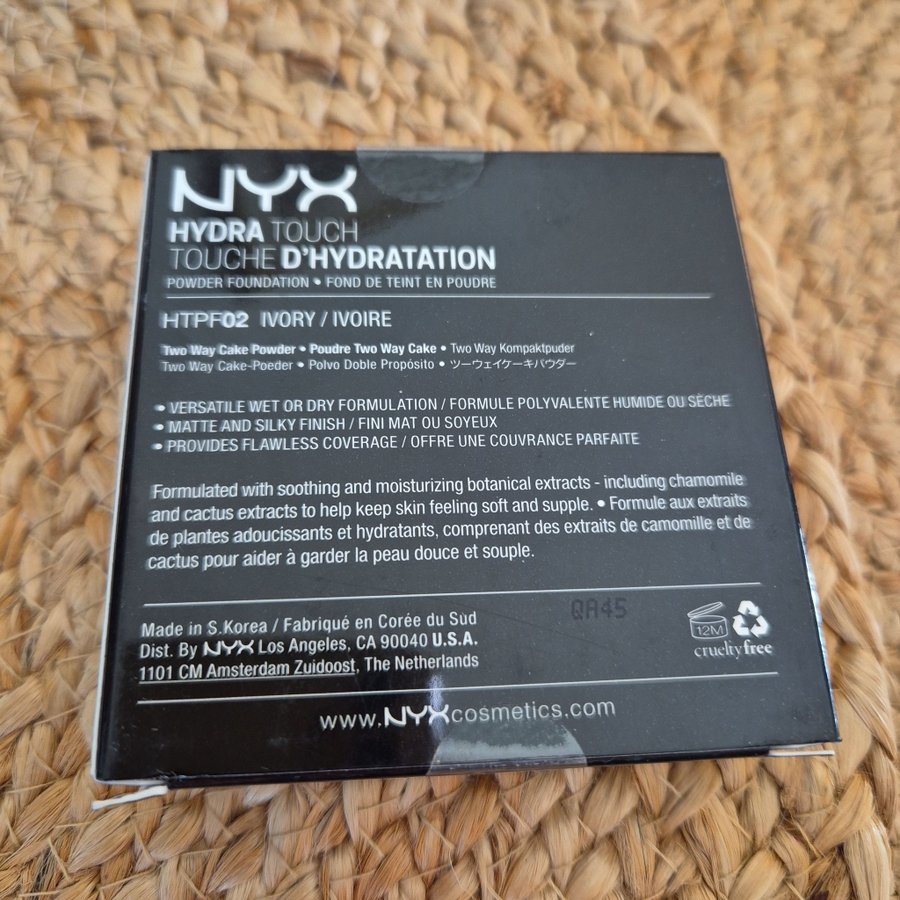 NYX
HYDRA TOUCH
TOUCHE D'HYDRATATION
POWDER FOUNDATION • FOND DE TEINT EN POUDRE
HTPF02 IVORY / IVOIRE
Two Way Cake Powder • Poudre Two Way Cake • Two Way Kompaktpuder
Two Way Cake-Poeder • Polvo Doble Propósito • ツーウェイケーキパウダー
• VERSATILE WET OR DRY FORMULATION / FORMULE POLYVALENTE HUMIDE OU SÈCHE
• MATTE AND SILKY FINISH / FINI MAT OU SOYEUX
• PROVIDES FLAWLESS COVERAGE / OFFRE UNE COUVRANCE PARFAITE
Formulated with soothing and moisturizing botanical extracts - including chamomile
and cactus extracts to help keep skin feeling soft and supple. • Formule aux extraits
de plantes adoucissants et hydratants, comprenant des extraits de camomille et de
cactus pour aider à garder la peau douce et souple.
QA45
Made in S.Korea / Fabriqué en Corée du Sud
Dist. By NYX Los Angeles, CA 90040 U.S.A.
1101 CM Amsterdam Zuidoost, The Netherlands
12M
crueltyfree
www.NYXcosmetics.com